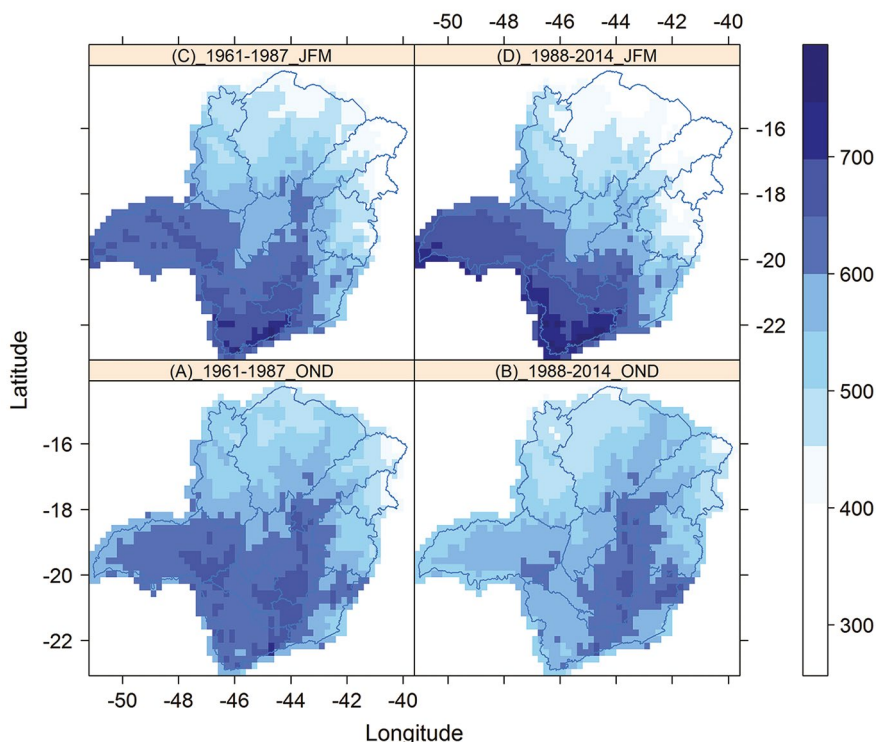 -50 -48 -46 -44 -42 -40
(C)_1961-1987_JFM
(D)_1988-2014_JFM
-16
-18
-20
-22
700
600
500
400
300
(A)_1961-1987_OND
(B)_1988-2014_OND
-16
-18
-20
-22
-50 -48 -46 -44 -42 -40
Latitude
Longitude